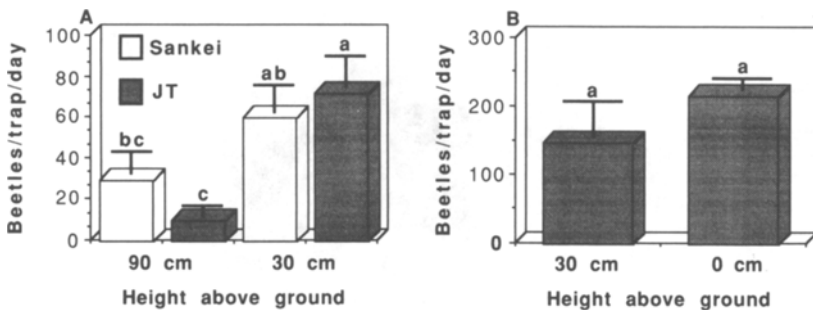 A
Beetles/trap/day
100
80
60
40
20
0
Sankei
JT
bc
c
ab
a
90 cm
30 cm
Height above ground
B
Beetles/trap/day
300
200
100
0
a
a
30 cm
0 cm
Height above ground